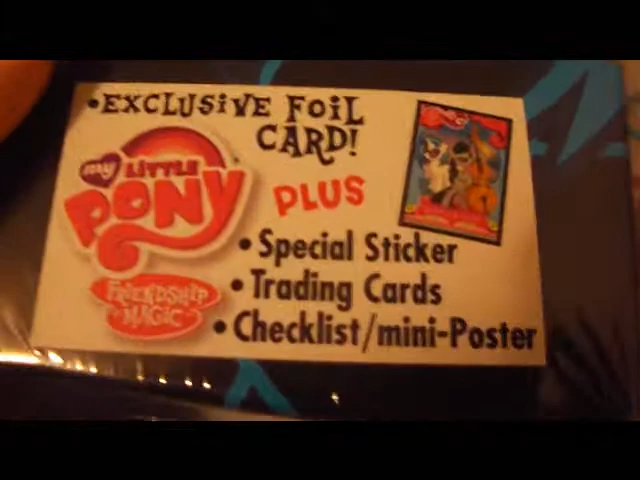 •EXCLUSiVE FOiL
CARD!
my LiTTLE
PONY
PLUS
FRiENDSHiP
MAGiC
• Special Sticker
• Trading Cards
• Checklist/mini-Poster